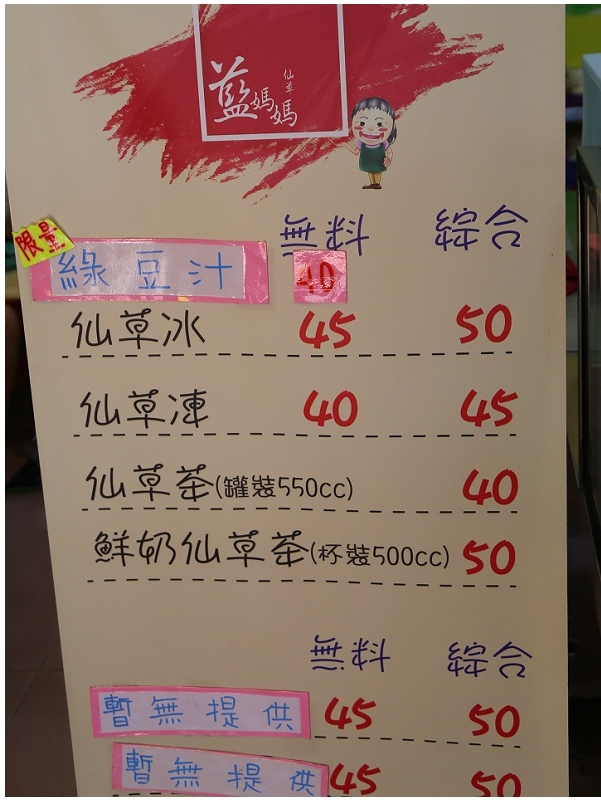 仙草
藍媽媽
無料 綜合
限量
綠豆汁 40
仙草冰 45 50
仙草凍 40 45
仙草茶(罐裝550cc) 40
鮮奶仙草茶(杯裝500cc) 50
無料 綜合
暫無提供 45 50
暫無提供 45 50